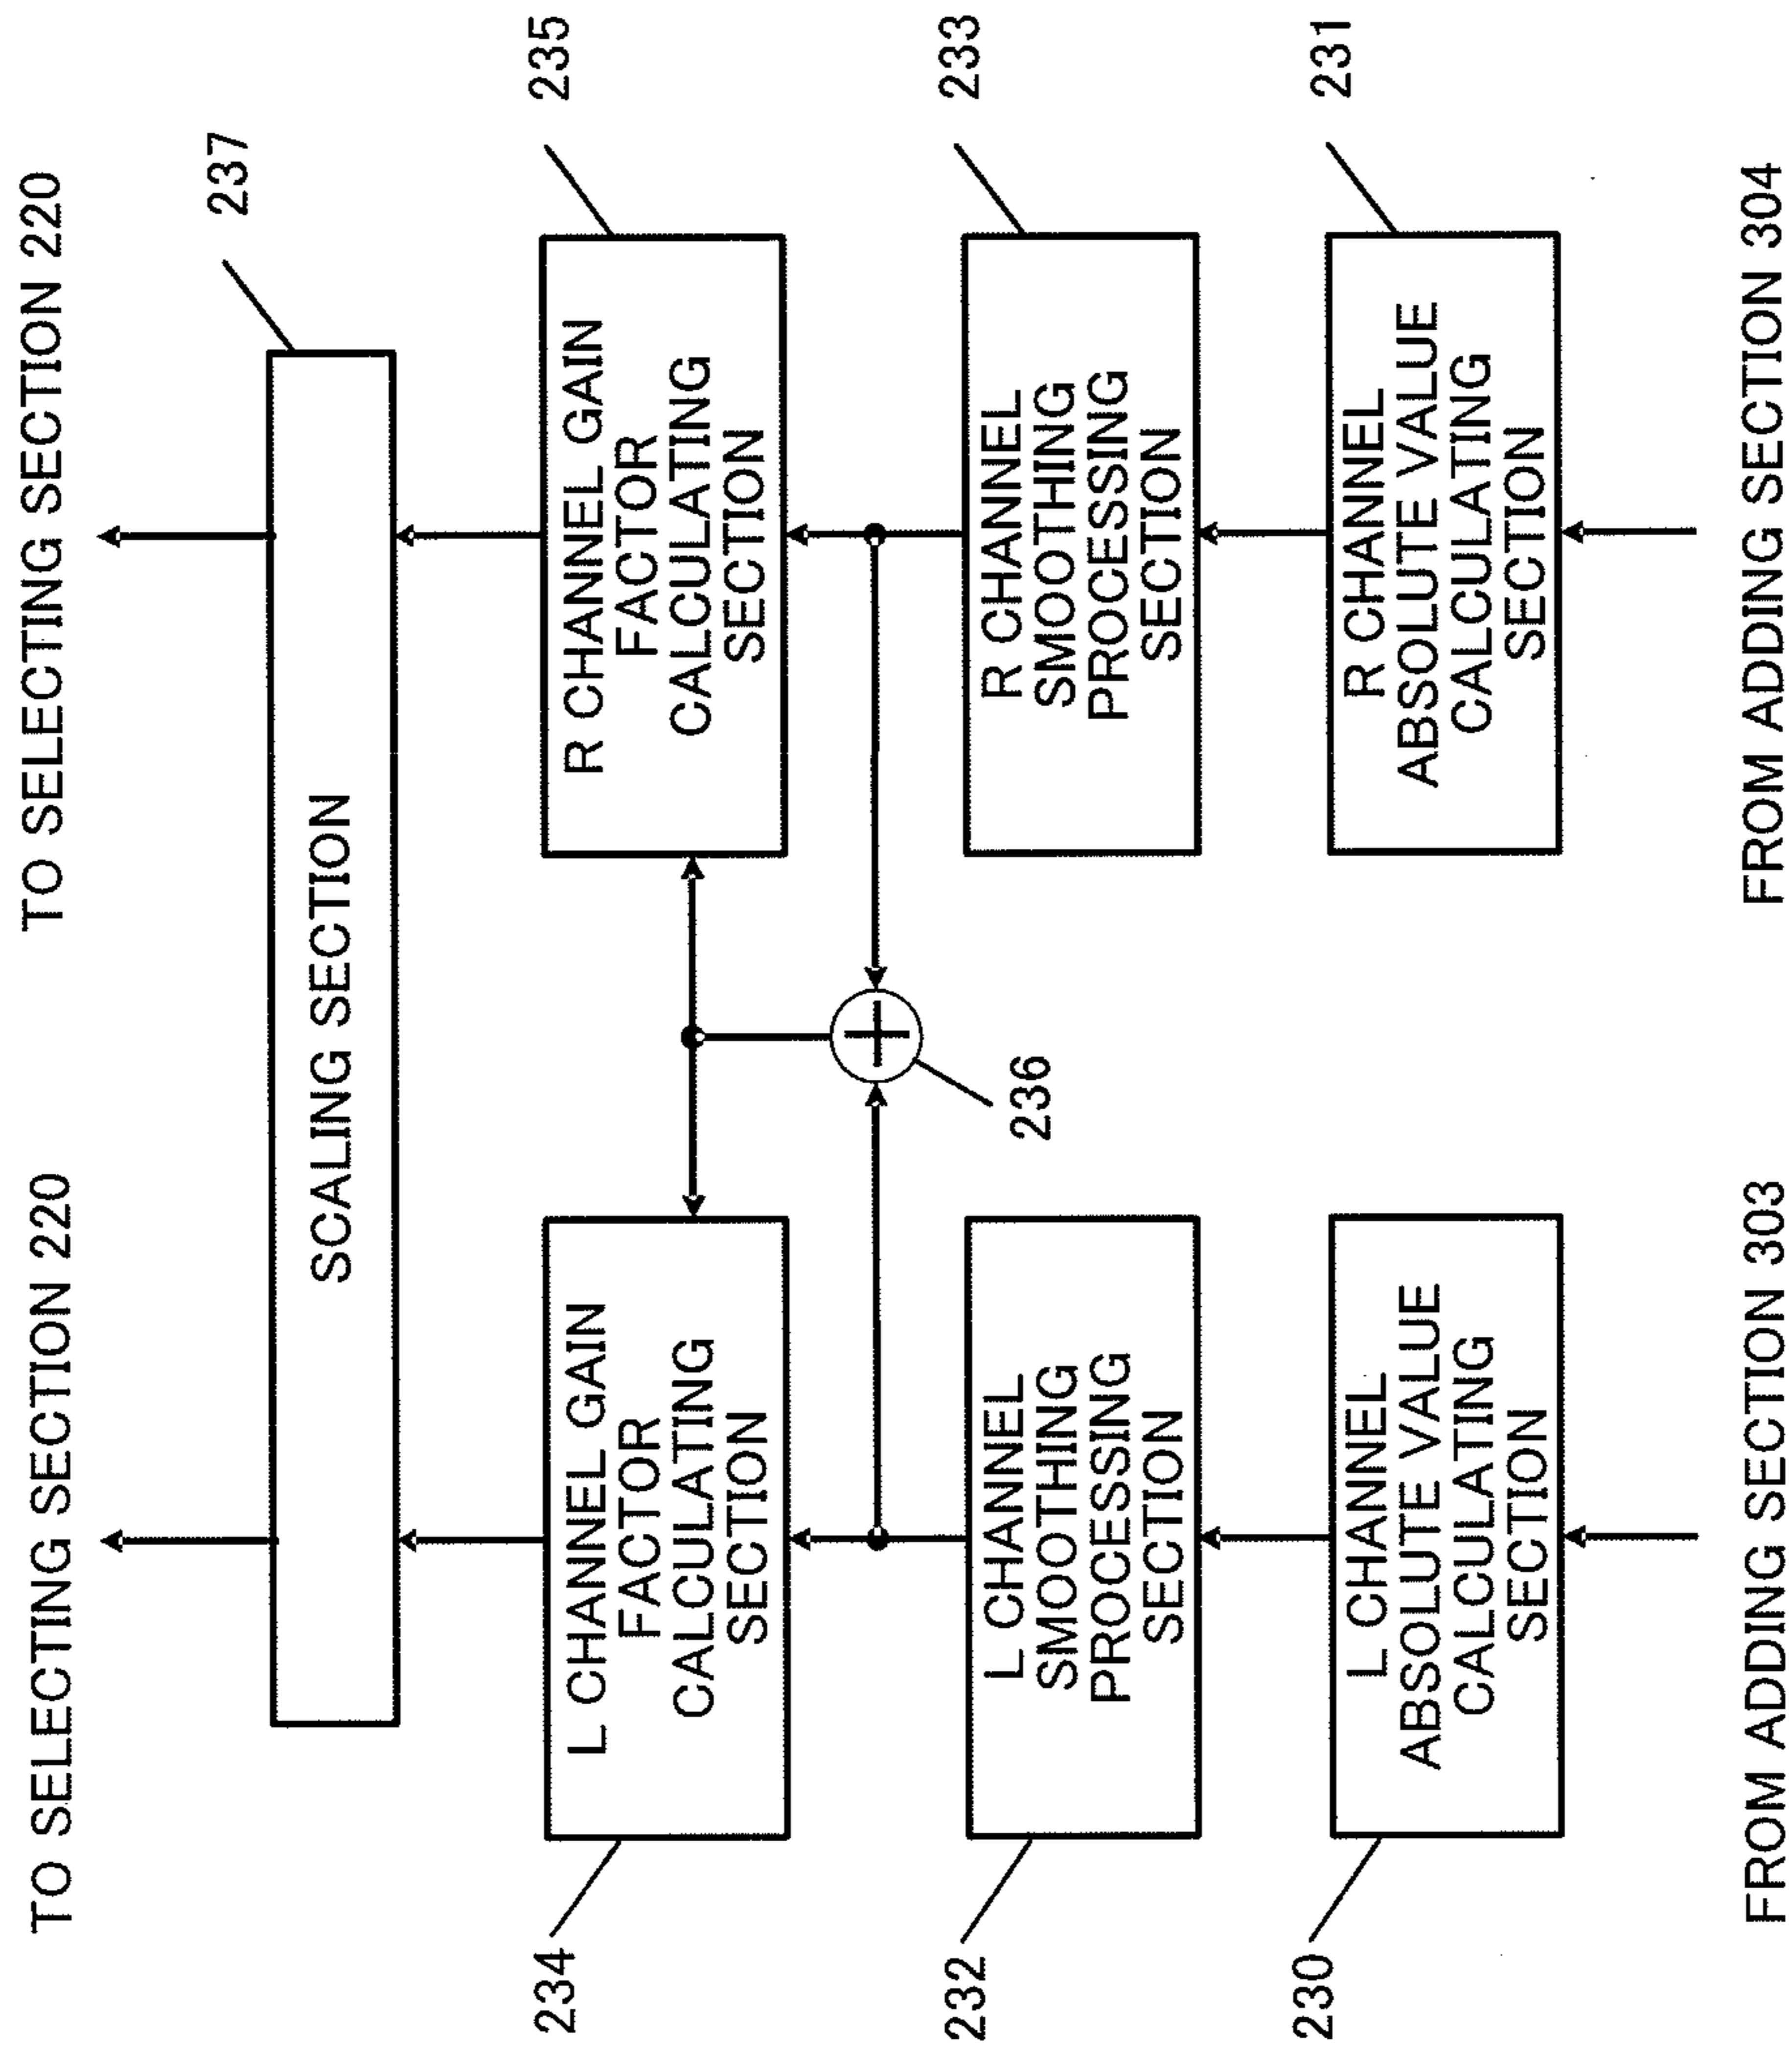 TO SELECTING SECTION 220
TO SELECTING SECTION 220
237
SCALING SECTION
234
L CHANNEL GAIN
FACTOR
CALCULATING
SECTION
R CHANNEL GAIN
FACTOR
CALCULATING
SECTION
235
236
232
L CHANNEL
SMOOTHING
PROCESSING
SECTION
R CHANNEL
SMOOTHING
PROCESSING
SECTION
233
230
L CHANNEL
ABSOLUTE VALUE
CALCULATING
SECTION
R CHANNEL
ABSOLUTE VALUE
CALCULATING
SECTION
231
FROM ADDING SECTION 303
FROM ADDING SECTION 304